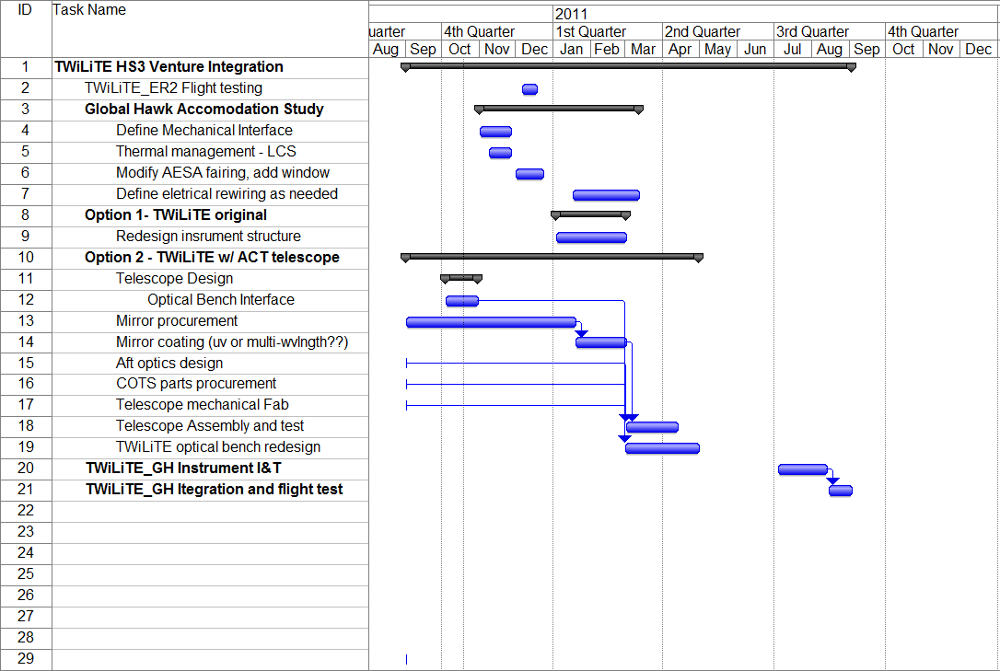 ID Task Name
2011
uarter 4th Quarter 1st Quarter 2nd Quarter 3rd Quarter 4th Quarter
Aug Sep Oct Nov Dec Jan Feb Mar Apr May Jun Jul Aug Sep Oct Nov Dec
1 TWiLiTE HS3 Venture Integration
2 TWiLiTE_ER2 Flight testing
3 Global Hawk Accomodation Study
4 Define Mechanical Interface
5 Thermal management - LCS
6 Modify AESA fairing, add window
7 Define eletrical rewiring as needed
8 Option 1- TWiLiTE original
9 Redesign insrument structure
10 Option 2 - TWiLiTE w/ ACT telescope
11 Telescope Design
12 Optical Bench Interface
13 Mirror procurement
14 Mirror coating (uv or multi-wvlngth??)
15 Aft optics design
16 COTS parts procurement
17 Telescope mechanical Fab
18 Telescope Assembly and test
19 TWiLiTE optical bench redesign
20 TWiLiTE_GH Instrument I&T
21 TWiLiTE_GH Itegration and flight test
22
23
24
25
26
27
28
29